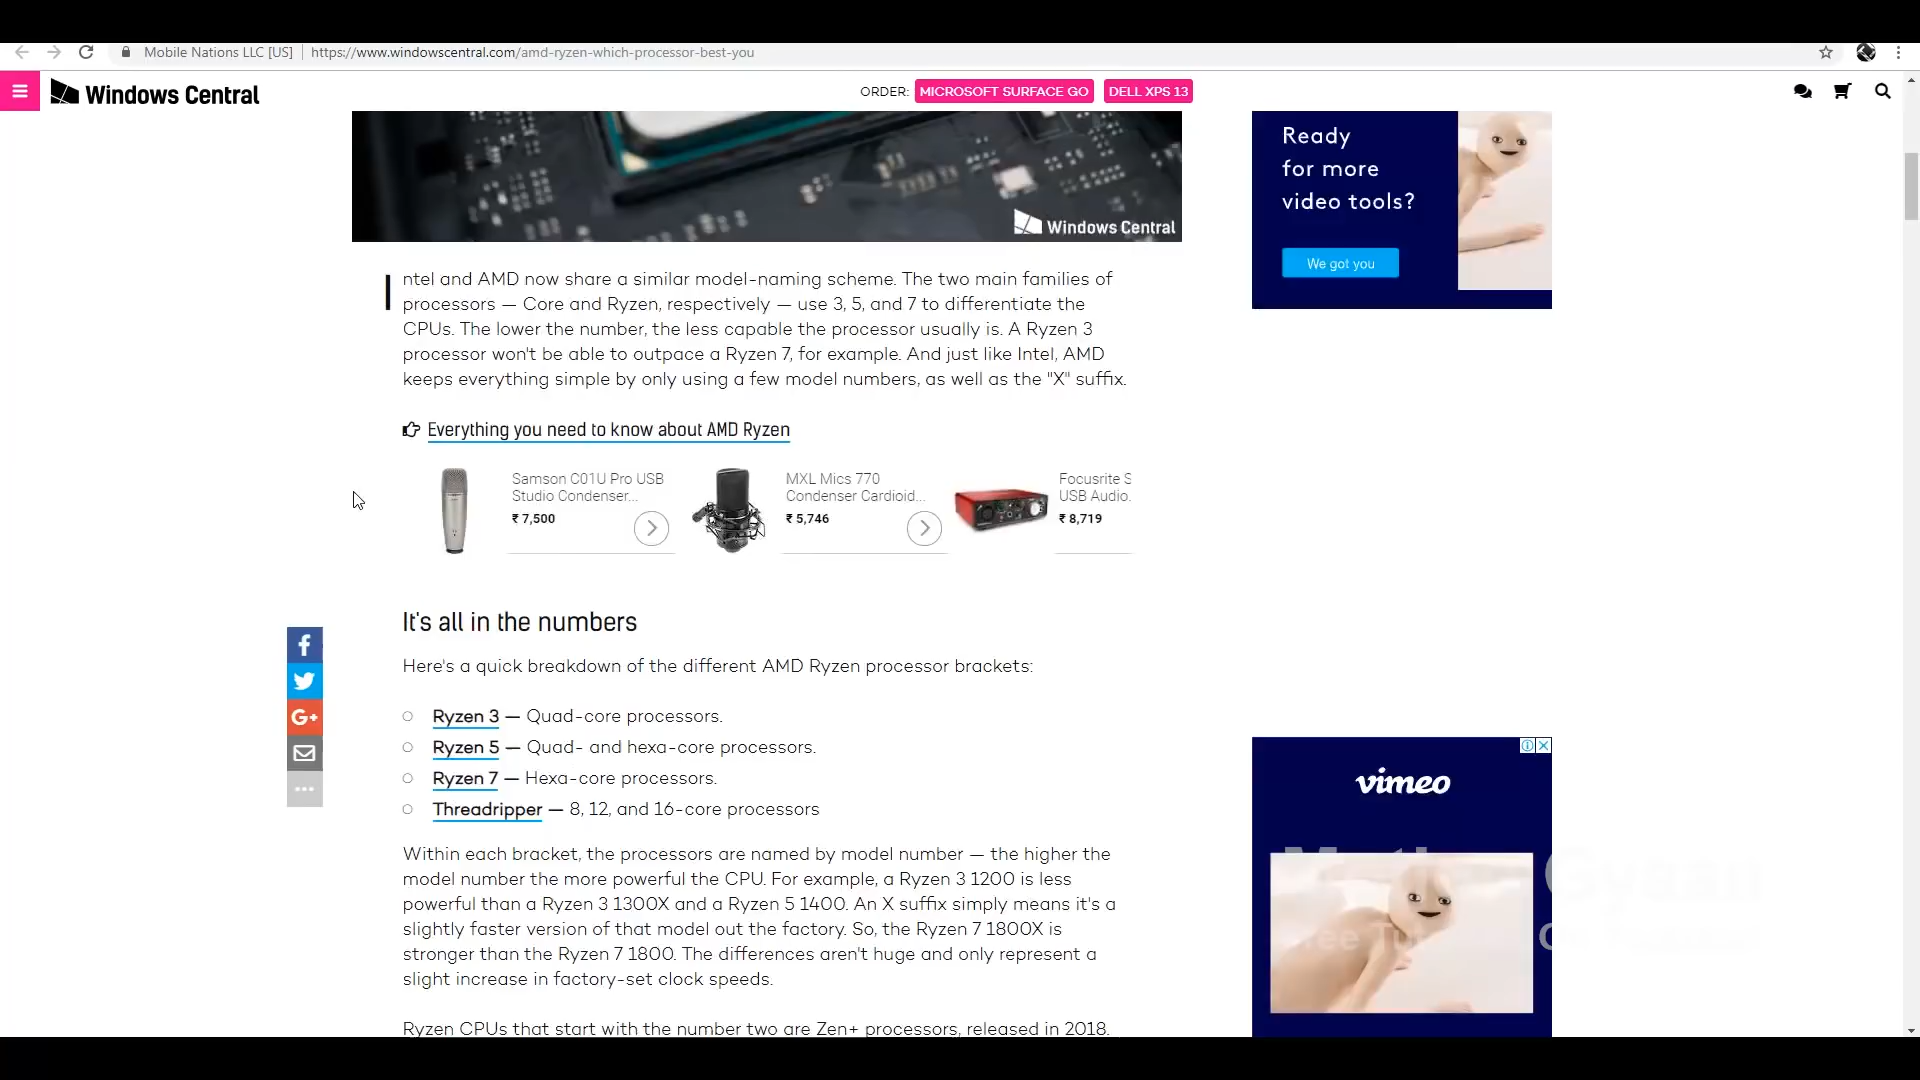 Mobile Nations LLC [US] | https://www.windowscentral.com/amd-ryzen-which-processor-best-you
Windows Central
ORDER: MICROSOFT SURFACE GO DELL XPS 13
Windows Central
Ready
for more
video tools?
We got you
Intel and AMD now share a similar model-naming scheme. The two main families of
processors — Core and Ryzen, respectively — use 3, 5, and 7 to differentiate the
CPUs. The lower the number, the less capable the processor usually is. A Ryzen 3
processor won't be able to outpace a Ryzen 7, for example. And just like Intel, AMD
keeps everything simple by only using a few model numbers, as well as the "X" suffix.
Everything you need to know about AMD Ryzen
Samson C01U Pro USB
Studio Condenser...
₹ 7,500
MXL Mics 770
Condenser Cardioid...
₹ 5,746
Focusrite S
USB Audio.
₹ 8,719
It's all in the numbers
Here's a quick breakdown of the different AMD Ryzen processor brackets:
Ryzen 3 — Quad-core processors.
Ryzen 5 — Quad- and hexa-core processors.
Ryzen 7 — Hexa-core processors.
Threadripper — 8, 12, and 16-core processors
Within each bracket, the processors are named by model number — the higher the
model number the more powerful the CPU. For example, a Ryzen 3 1200 is less
powerful than a Ryzen 3 1300X and a Ryzen 5 1400. An X suffix simply means it's a
slightly faster version of that model out the factory. So, the Ryzen 7 1800X is
stronger than the Ryzen 7 1800. The differences aren't huge and only represent a
slight increase in factory-set clock speeds.
Ryzen CPUs that start with the number two are Zen+ processors, released in 2018.
G+
vimeo
Gyaan